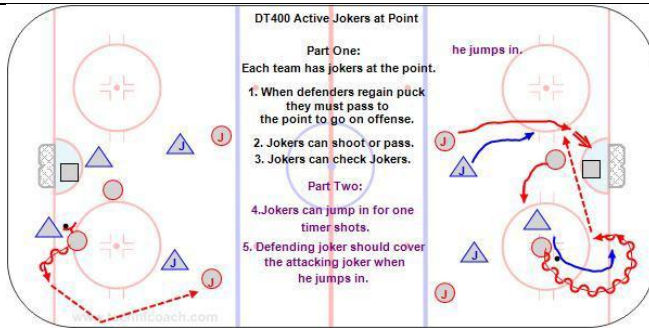 DT400 Active Jokers at Point
Part One:
he jumps in.
Each team has jokers at the point.
1. When defenders regain puck
they must pass to
the point to go on offense.
2. Jokers can shoot or pass.
3. Jokers can check Jokers.
Part Two:
4.Jokers can jump in for one
timer shots.
5. Defending joker should cover
the attacking joker when
he jumps in.
J
J
J
J
J
J
J
J